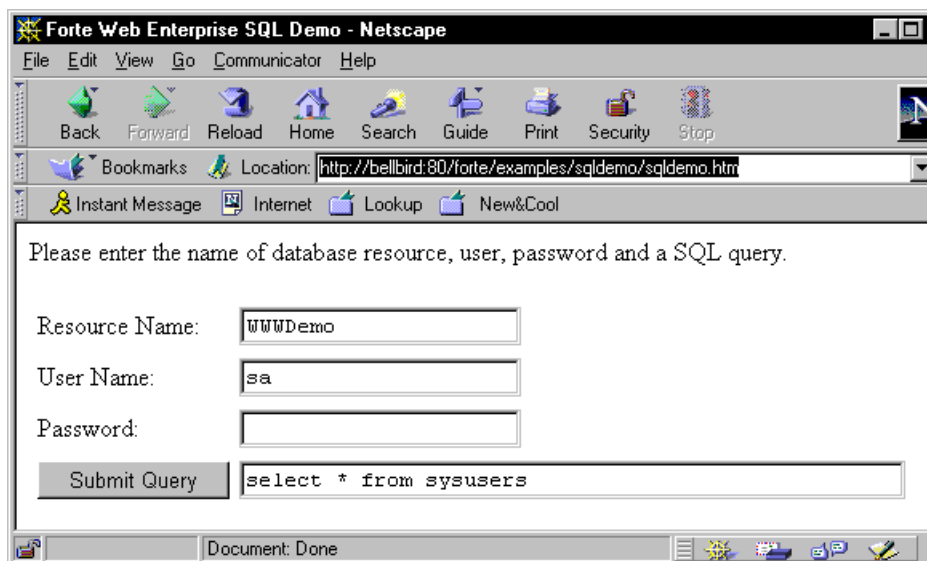 Forte Web Enterprise SQL Demo - Netscape
File Edit View Go Communicator Help
Back Forward Reload Home Search Guide Print Security Stop
N
Bookmarks Location: http://bellbird:80/forte/examples/sqldemo/sqldemo.htm
Instant Message Internet Lookup New&Cool
Please enter the name of database resource, user, password and a SQL query.
Resource Name: WWWDemo
User Name: sa
Password:
Submit Query select * from sysusers
Document: Done